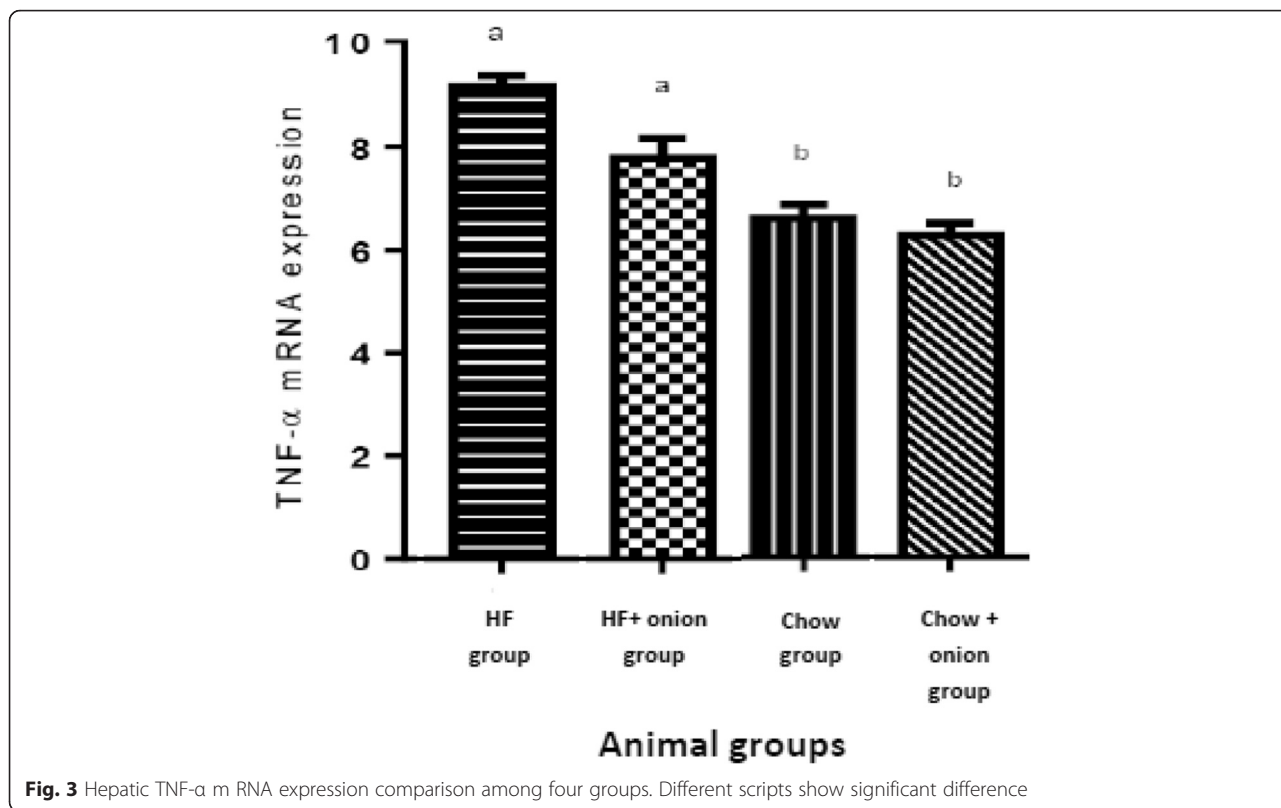 10
8
6
4
2
0
TNF-α mRNA expression
a
a
b
b
HF
group
HF+ onion
group
Chow
group
Chow +
onion
group
Animal groups
Fig. 3 Hepatic TNF-α m RNA expression comparison among four groups. Different scripts show significant difference